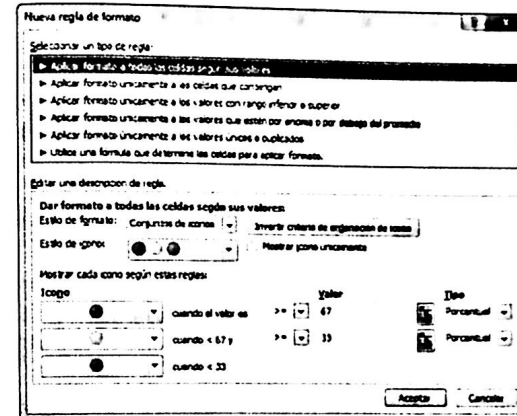 Nueva regla de formato
Seleccionar un tipo de regla:
► Aplicar formato a todas las celdas según sus valores
► Aplicar formato únicamente a las celdas que contengan
► Aplicar formato únicamente a los valores con rango inferior o superior
► Aplicar formato únicamente a los valores que estén por encima o por debajo del promedio
► Aplicar formato únicamente a los valores únicos o duplicados
► Utilice una fórmula que determine las celdas para aplicar formato.
Editar una descripción de regla:
Dar formato a todas las celdas según sus valores:
Estilo de formato: Conjuntos de iconos Invertir criterio de ordenación de icono
Estilo de icono: Mostrar icono únicamente
Mostrar cada icono según estas reglas:
Icono Valor Tipo
cuando el valor es >= 67 Porcentual
cuando < 67 y >= 33 Porcentual
cuando < 33
Aceptar Cancelar